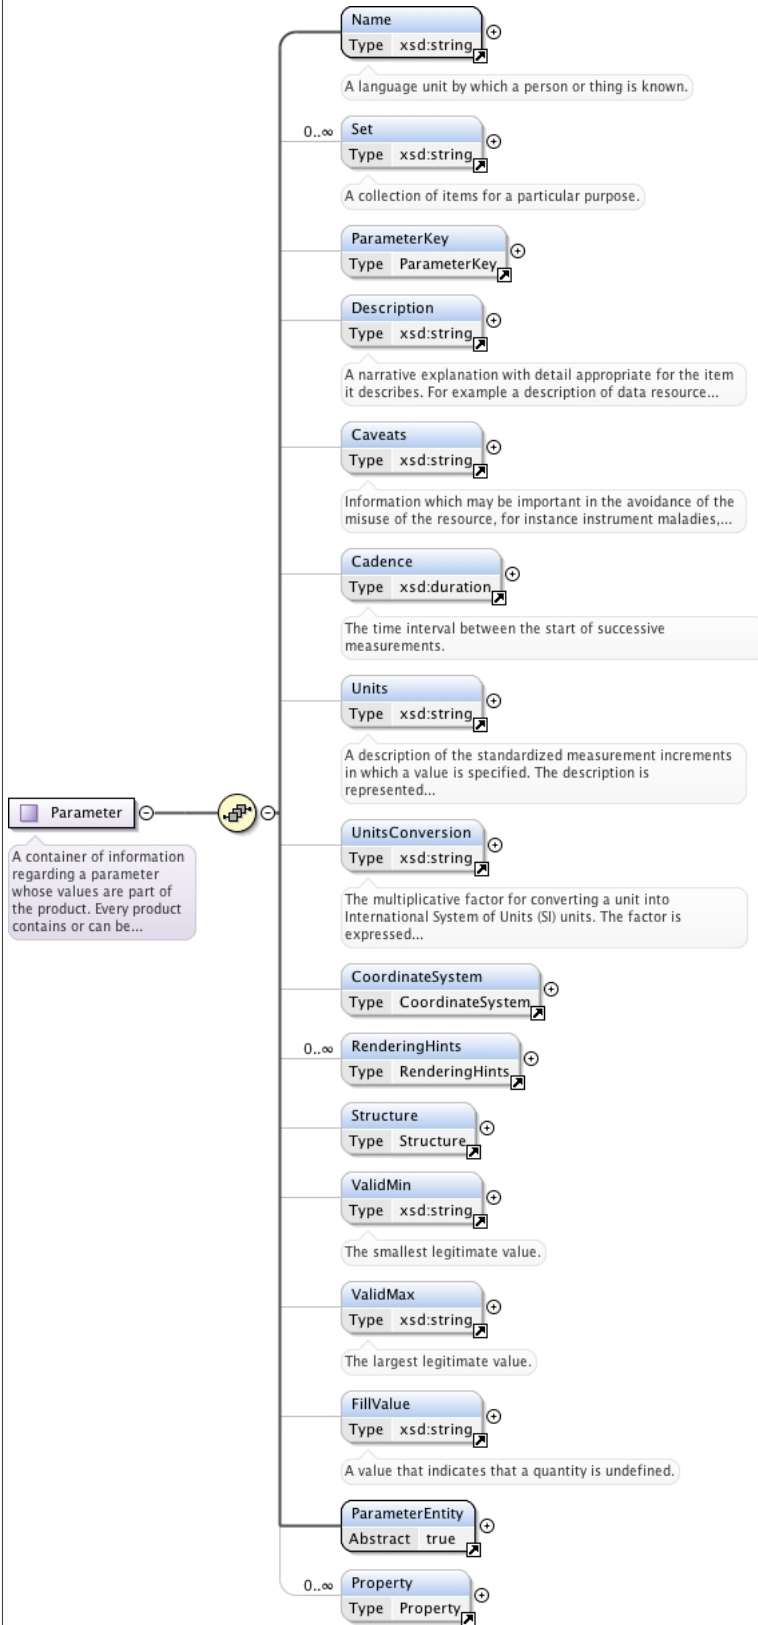 Name
Type xsd:string
A language unit by which a person or thing is known.
0..∞
Set
Type xsd:string
A collection of items for a particular purpose.
ParameterKey
Type ParameterKey
Description
Type xsd:string
A narrative explanation with detail appropriate for the item
it describes. For example a description of data resource...
Caveats
Type xsd:string
Information which may be important in the avoidance of the
misuse of the resource, for instance instrument maladies,...
Cadence
Type xsd:duration
The time interval between the start of successive
measurements.
Units
Type xsd:string
A description of the standardized measurement increments
in which a value is specified. The description is
represented...
Parameter
A container of information
regarding a parameter
whose values are part of
the product. Every product
contains or can be...
UnitsConversion
Type xsd:string
The multiplicative factor for converting a unit into
International System of Units (SI) units. The factor is
expressed...
CoordinateSystem
Type CoordinateSystem
0..∞
RenderingHints
Type RenderingHints
Structure
Type Structure
ValidMin
Type xsd:string
The smallest legitimate value.
ValidMax
Type xsd:string
The largest legitimate value.
FillValue
Type xsd:string
A value that indicates that a quantity is undefined.
ParameterEntity
Abstract true
0..∞
Property
Type Property